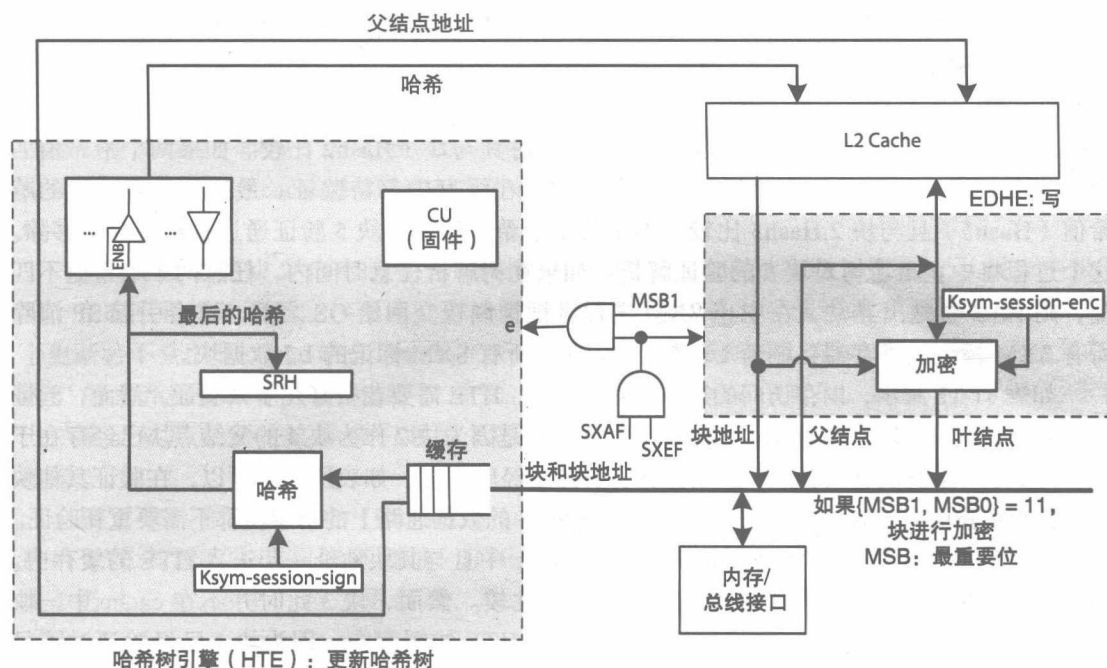 父结点地址
哈希
L2 Cache
EDHE: 写
CU
（固件）
...
...
ENB
MSB1
Ksym-session-enc
e
最后的哈希
SRH
加密
SXAF
SXEF
块地址
父结点
叶结点
缓存
块和块地址
哈希
如果{MSB1, MSB0} = 11，
块进行加密
MSB：最重要位
Ksym-session-sign
内存/
总线接口
哈希树引擎（HTE）：更新哈希树